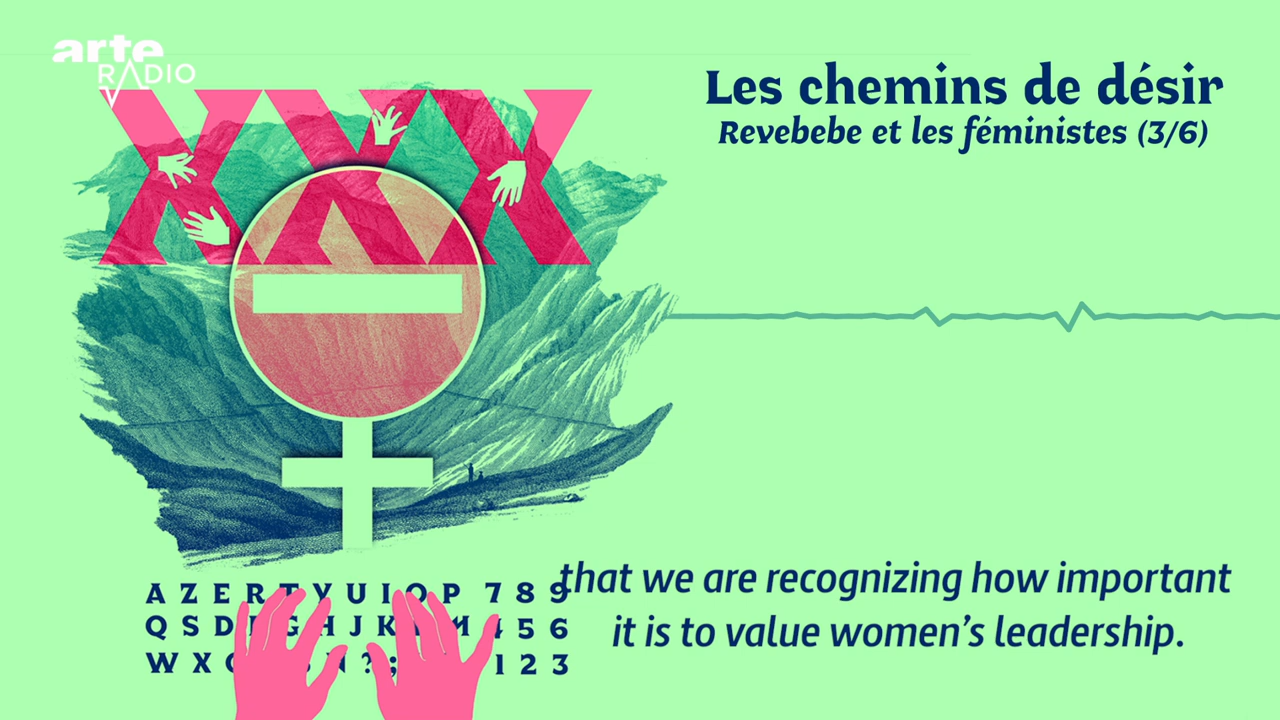 arte
RADIO
Les chemins de désir
Revebebe et les féministes (3/6)
XXX
that we are recognizing how important
it is to value women's leadership.
A Z E R T Y U I O P 7 8 9
Q S D F G H J K L M 4 5 6
W X C N ? ; 1 2 3